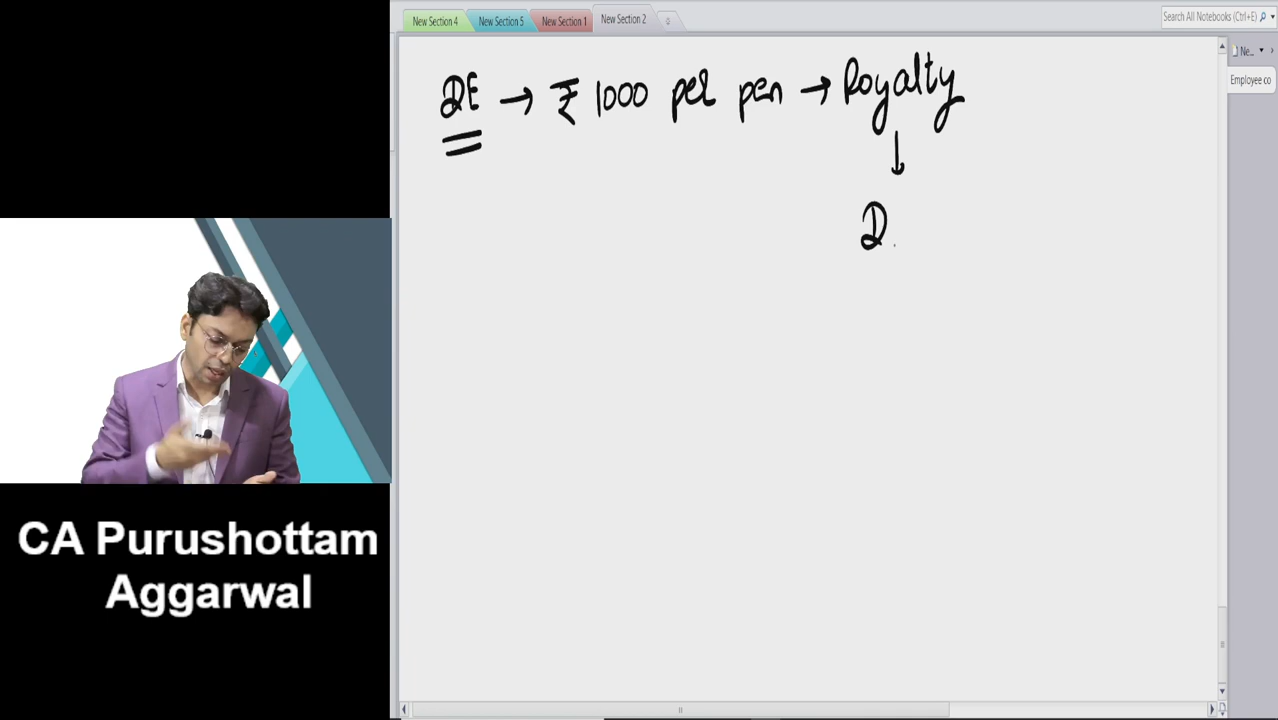 New Section 4 New Section 5 New Section 1 New Section 2
Search All Notebooks (Ctrl+E)
Ne...
Employee co
DE → ₹ 1000 per pen → Royalty
↓
D
CA Purushottam
Aggarwal